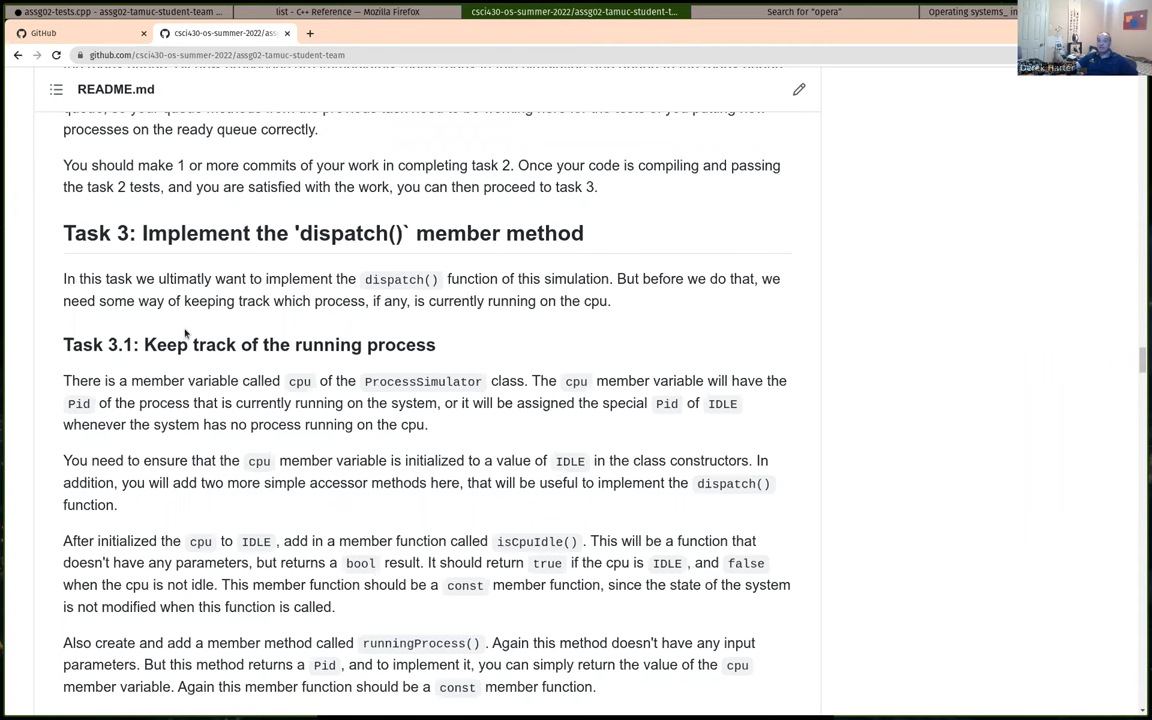 assg02-tests.cpp — assg02-tamuc-student-team ...
list - C++ Reference — Mozilla Firefox
csci430-os-summer-2022/assg02-tamuc-student-t...
Search for "opera"
Operating systems_ in
GitHub
csci430-os-summer-2022/ass
github.com/csci430-os-summer-2022/assg02-tamuc-student-team
Derek Harter
README.md
processes on the ready queue correctly.
You should make 1 or more commits of your work in completing task 2. Once your code is compiling and passing
the task 2 tests, and you are satisfied with the work, you can then proceed to task 3.
Task 3: Implement the 'dispatch()` member method
In this task we ultimatly want to implement the dispatch() function of this simulation. But before we do that, we
need some way of keeping track which process, if any, is currently running on the cpu.
Task 3.1: Keep track of the running process
There is a member variable called cpu of the ProcessSimulator class. The cpu member variable will have the
Pid of the process that is currently running on the system, or it will be assigned the special Pid of IDLE
whenever the system has no process running on the cpu.
You need to ensure that the cpu member variable is initialized to a value of IDLE in the class constructors. In
addition, you will add two more simple accessor methods here, that will be useful to implement the dispatch()
function.
After initialized the cpu to IDLE , add in a member function called isCpuIdle() . This will be a function that
doesn't have any parameters, but returns a bool result. It should return true if the cpu is IDLE , and false
when the cpu is not idle. This member function should be a const member function, since the state of the system
is not modified when this function is called.
Also create and add a member method called runningProcess() . Again this method doesn't have any input
parameters. But this method returns a Pid , and to implement it, you can simply return the value of the cpu
member variable. Again this member function should be a const member function.